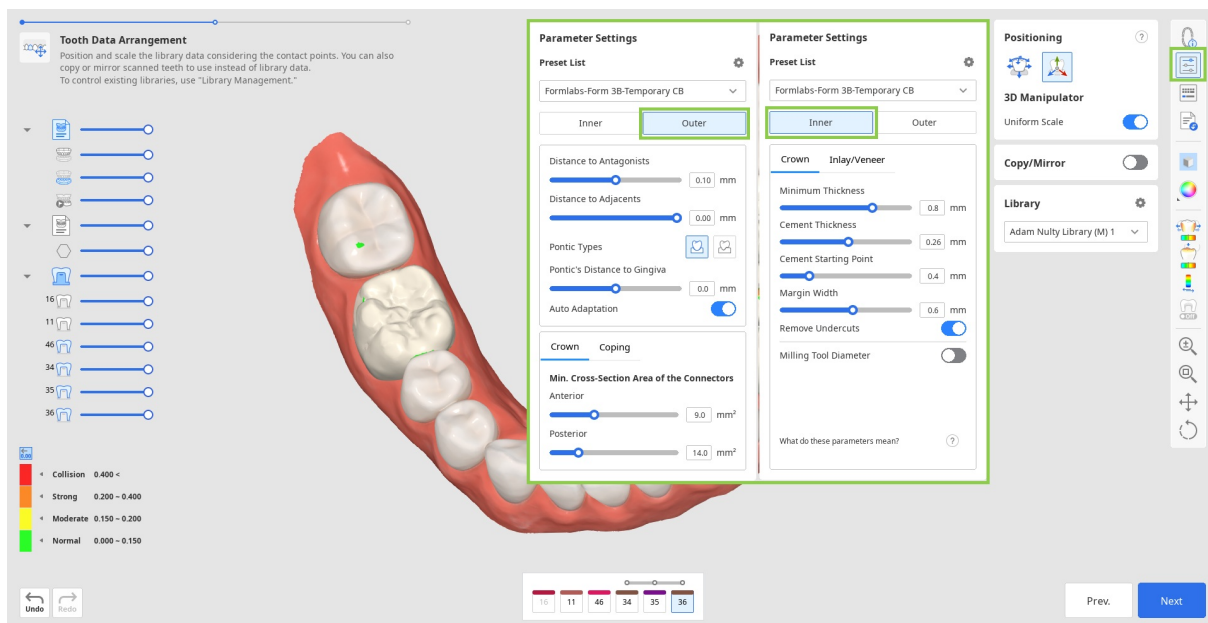 Tooth Data Arrangement
Position and scale the library data considering the contact points. You can also
copy or mirror scanned teeth to use instead of library data.
To control existing libraries, use "Library Management."
16
11
46
34
35
36
0.00
Collision 0.400 <
Strong 0.200 ~ 0.400
Moderate 0.150 ~ 0.200
Normal 0.000 ~ 0.150
Undo
Redo
Parameter Settings
Preset List
Formlabs-Form 3B-Temporary CB
Inner Outer
Distance to Antagonists
0.10 mm
Distance to Adjacents
0.00 mm
Pontic Types
Pontic's Distance to Gingiva
0.0 mm
Auto Adaptation
Crown Coping
Min. Cross-Section Area of the Connectors
Anterior
9.0 mm²
Posterior
14.0 mm²
Parameter Settings
Preset List
Formlabs-Form 3B-Temporary CB
Inner Outer
Crown Inlay/Veneer
Minimum Thickness
0.8 mm
Cement Thickness
0.26 mm
Cement Starting Point
0.4 mm
Margin Width
0.6 mm
Remove Undercuts
Milling Tool Diameter
What do these parameters mean? ?
Positioning ?
3D Manipulator
Uniform Scale
Copy/Mirror
Library
Adam Nulty Library (M) 1
16 11 46 34 35 36
Prev. Next